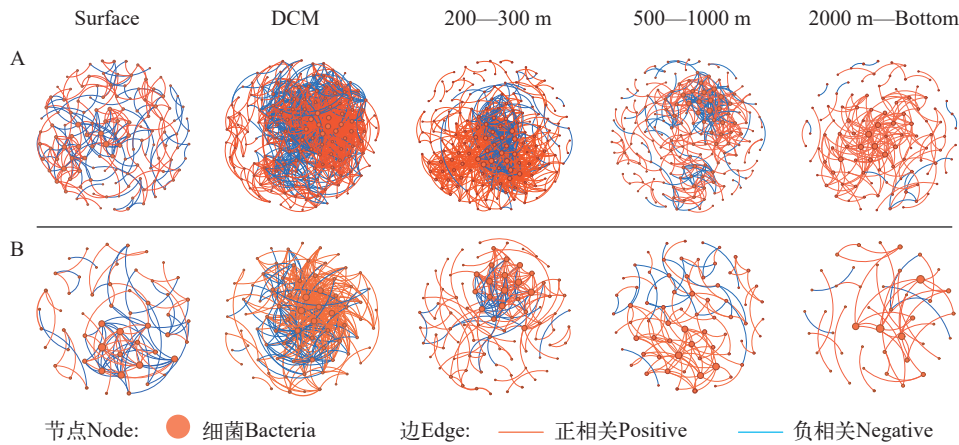 Surface DCM 200—300 m 500—1000 m 2000 m—Bottom
A
B
节点Node: 细菌Bacteria 边Edge: 正相关Positive 负相关Negative